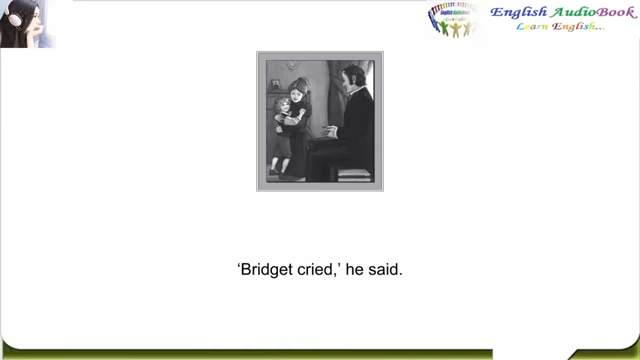 English AudioBook
Learn English...
‘Bridget cried,’ he said.